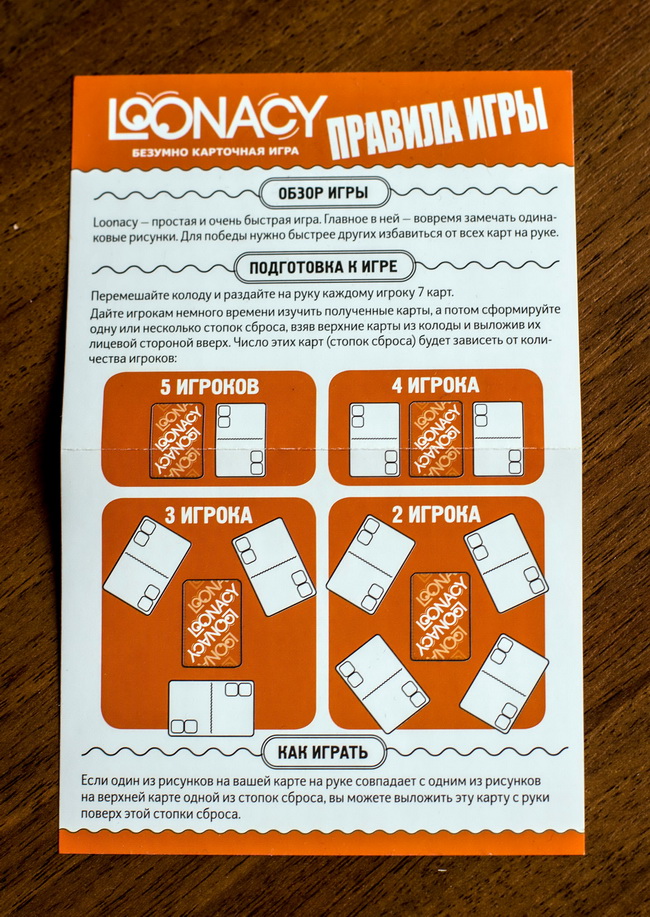 LOONACY
БЕЗУМНО КАРТОЧНАЯ ИГРА
ПРАВИЛА ИГРЫ
ОБЗОР ИГРЫ
Loonacy — простая и очень быстрая игра. Главное в ней — вовремя замечать одина-
ковые рисунки. Для победы нужно быстрее других избавиться от всех карт на руке.
ПОДГОТОВКА К ИГРЕ
Перемешайте колоду и раздайте на руку каждому игроку 7 карт.
Дайте игрокам немного времени изучить полученные карты, а потом сформируйте
одну или несколько стопок сброса, взяв верхние карты из колоды и выложив их
лицевой стороной вверх. Число этих карт (стопок сброса) будет зависеть от коли-
чества игроков:
5 ИГРОКОВ
LOONACY
LOONACY
4 ИГРОКА
LOONACY
LOONACY
3 ИГРОКА
LOONACY
LOONACY
2 ИГРОКА
LOONACY
LOONACY
КАК ИГРАТЬ
Если один из рисунков на вашей карте на руке совпадает с одним из рисунков
на верхней карте одной из стопок сброса, вы можете выложить эту карту с руки
поверх этой стопки сброса.